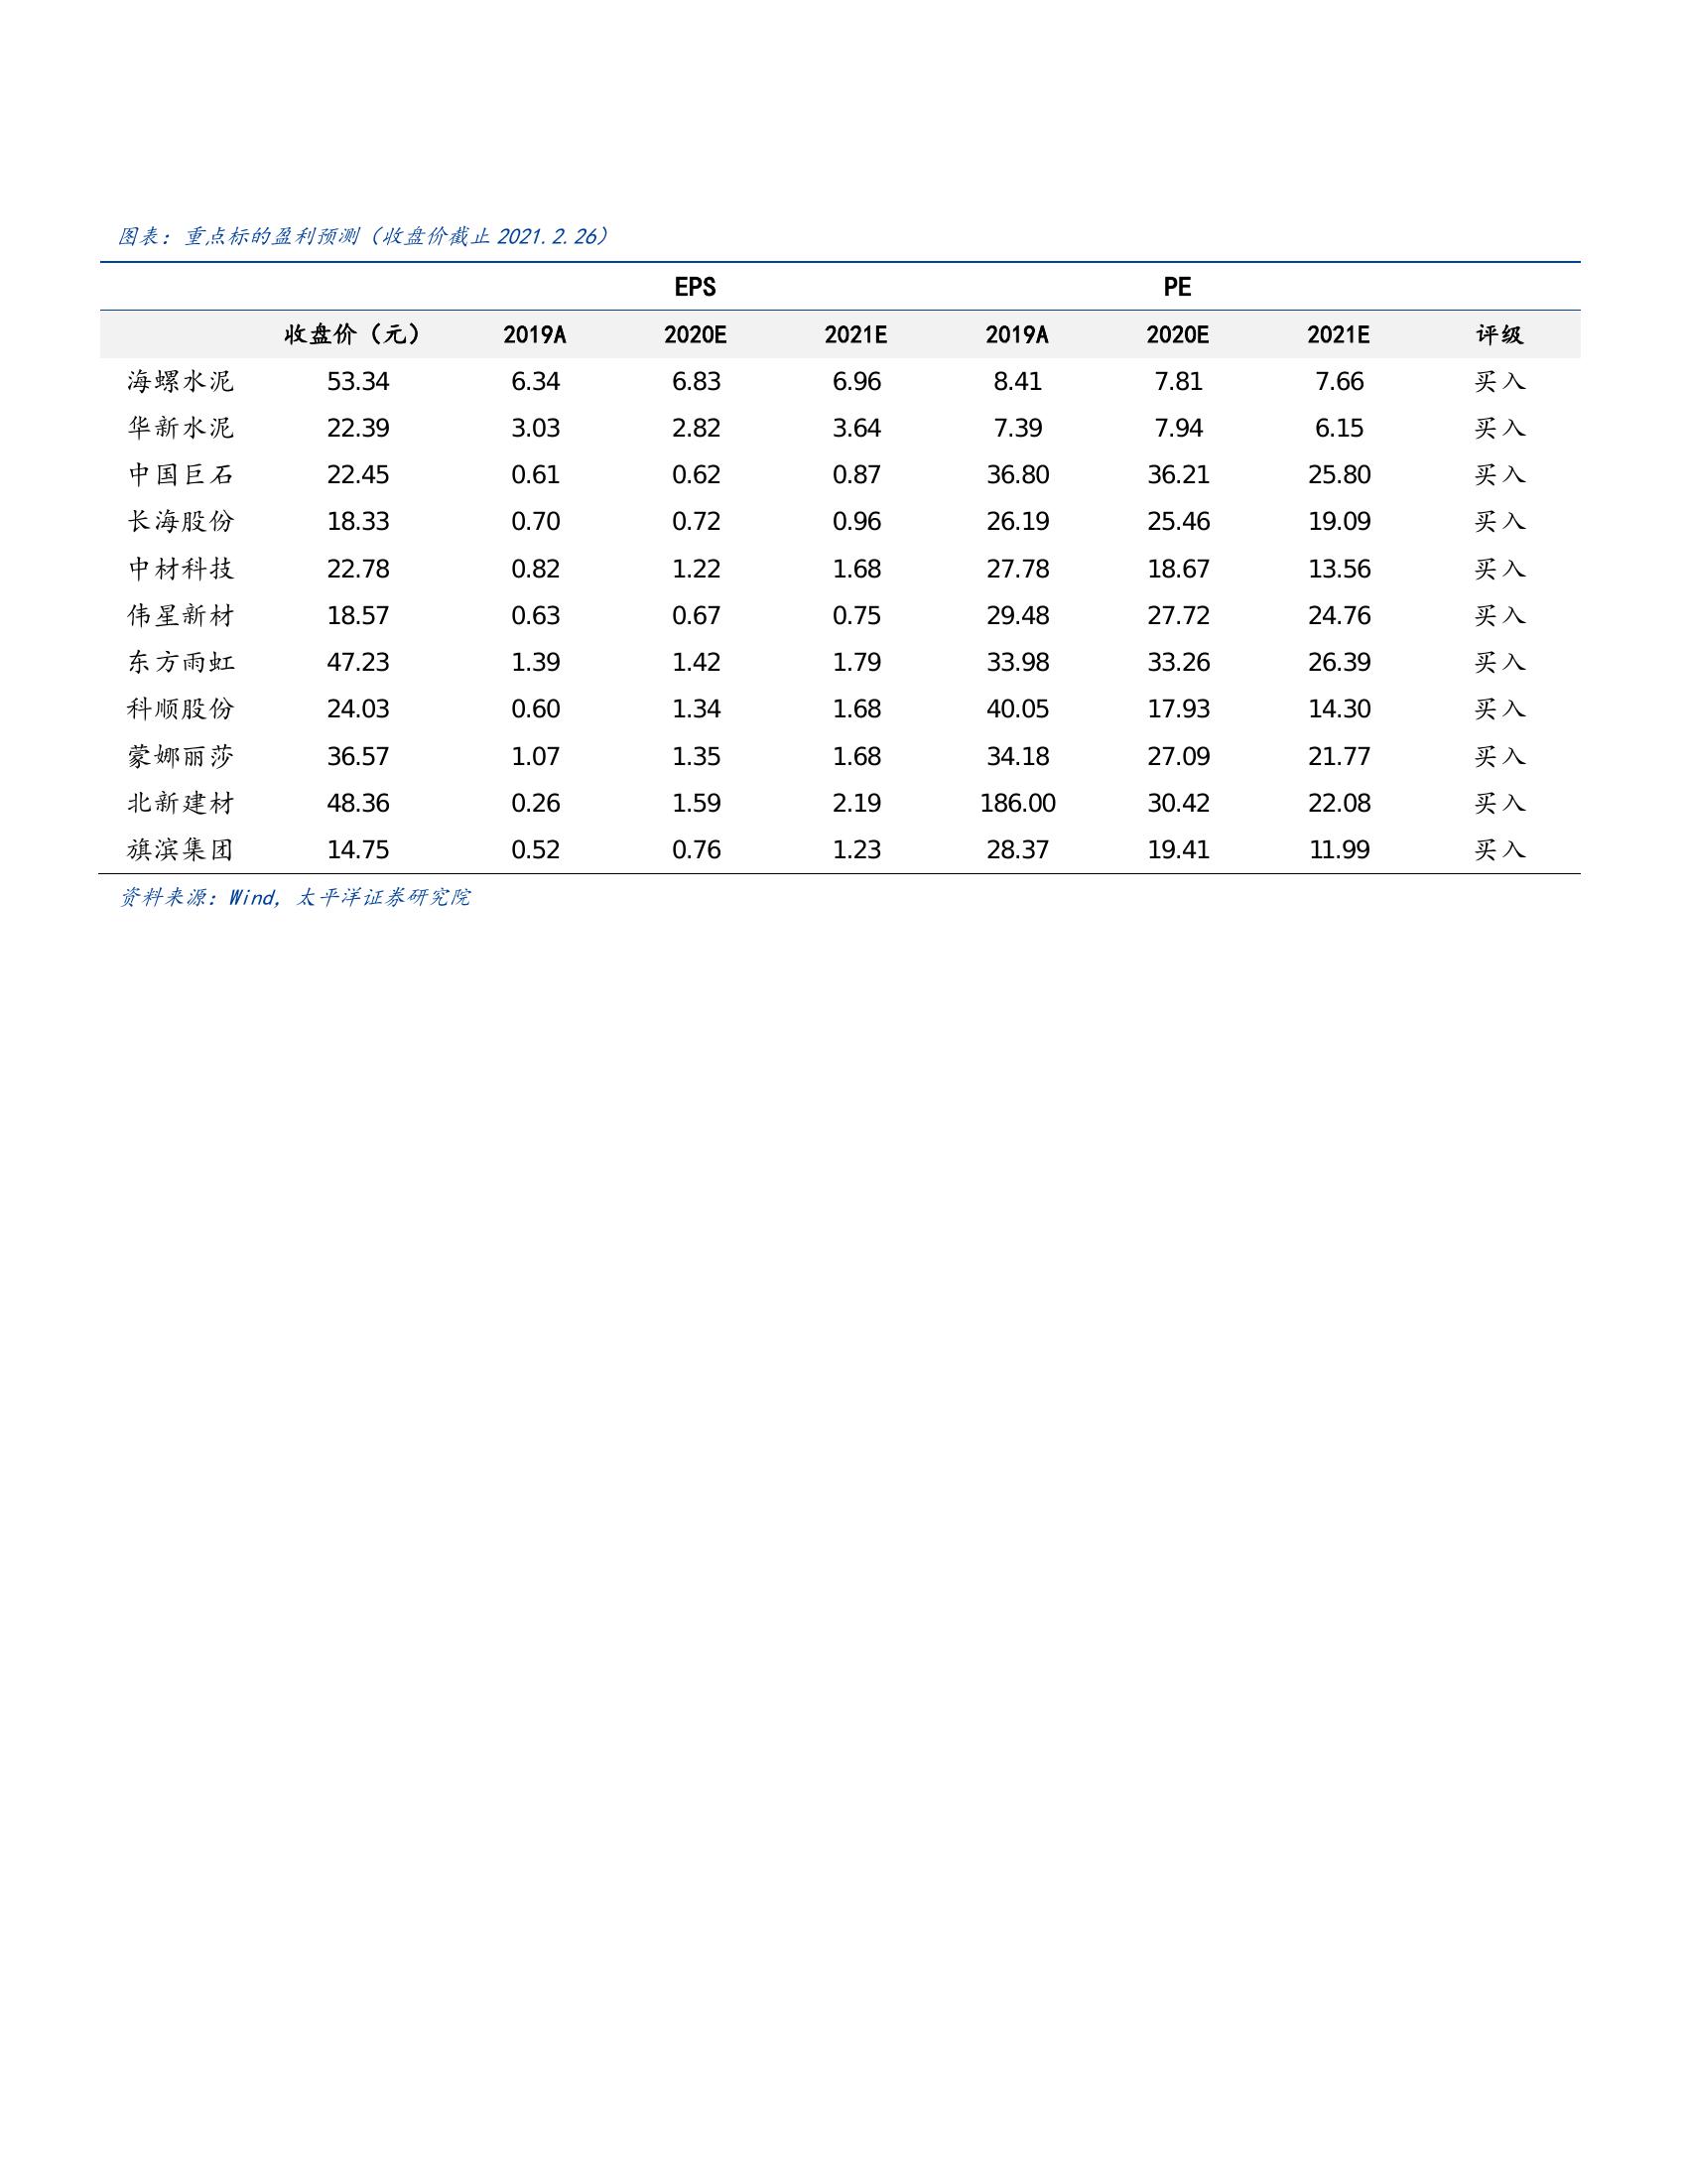 图表：重点标的盈利预测（收盘价截止 2021.2.26）
EPS PE
收盘价（元） 2019A 2020E 2021E 2019A 2020E 2021E 评级
海螺水泥 53.34 6.34 6.83 6.96 8.41 7.81 7.66 买入
华新水泥 22.39 3.03 2.82 3.64 7.39 7.94 6.15 买入
中国巨石 22.45 0.61 0.62 0.87 36.80 36.21 25.80 买入
长海股份 18.33 0.70 0.72 0.96 26.19 25.46 19.09 买入
中材科技 22.78 0.82 1.22 1.68 27.78 18.67 13.56 买入
伟星新材 18.57 0.63 0.67 0.75 29.48 27.72 24.76 买入
东方雨虹 47.23 1.39 1.42 1.79 33.98 33.26 26.39 买入
科顺股份 24.03 0.60 1.34 1.68 40.05 17.93 14.30 买入
蒙娜丽莎 36.57 1.07 1.35 1.68 34.18 27.09 21.77 买入
北新建材 48.36 0.26 1.59 2.19 186.00 30.42 22.08 买入
旗滨集团 14.75 0.52 0.76 1.23 28.37 19.41 11.99 买入
资料来源：Wind，太平洋证券研究院